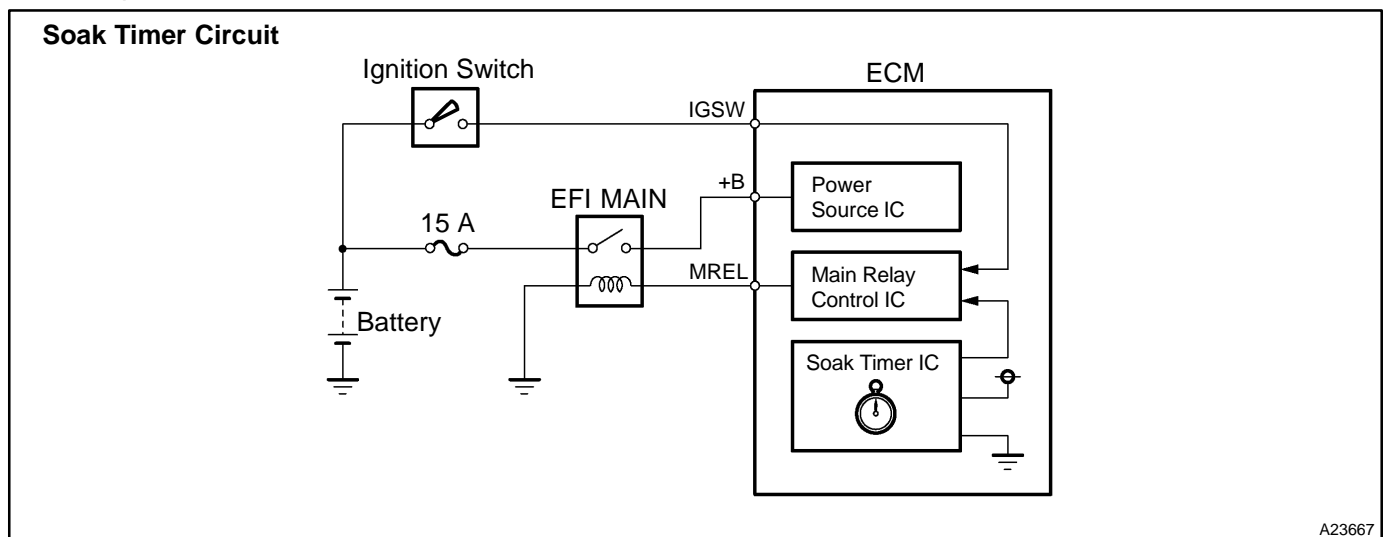 Soak Timer Circuit
Ignition Switch
ECM
IGSW
+B
Power
Source IC
EFI MAIN
15 A
MREL
Main Relay
Control IC
Battery
Soak Timer IC
A23667